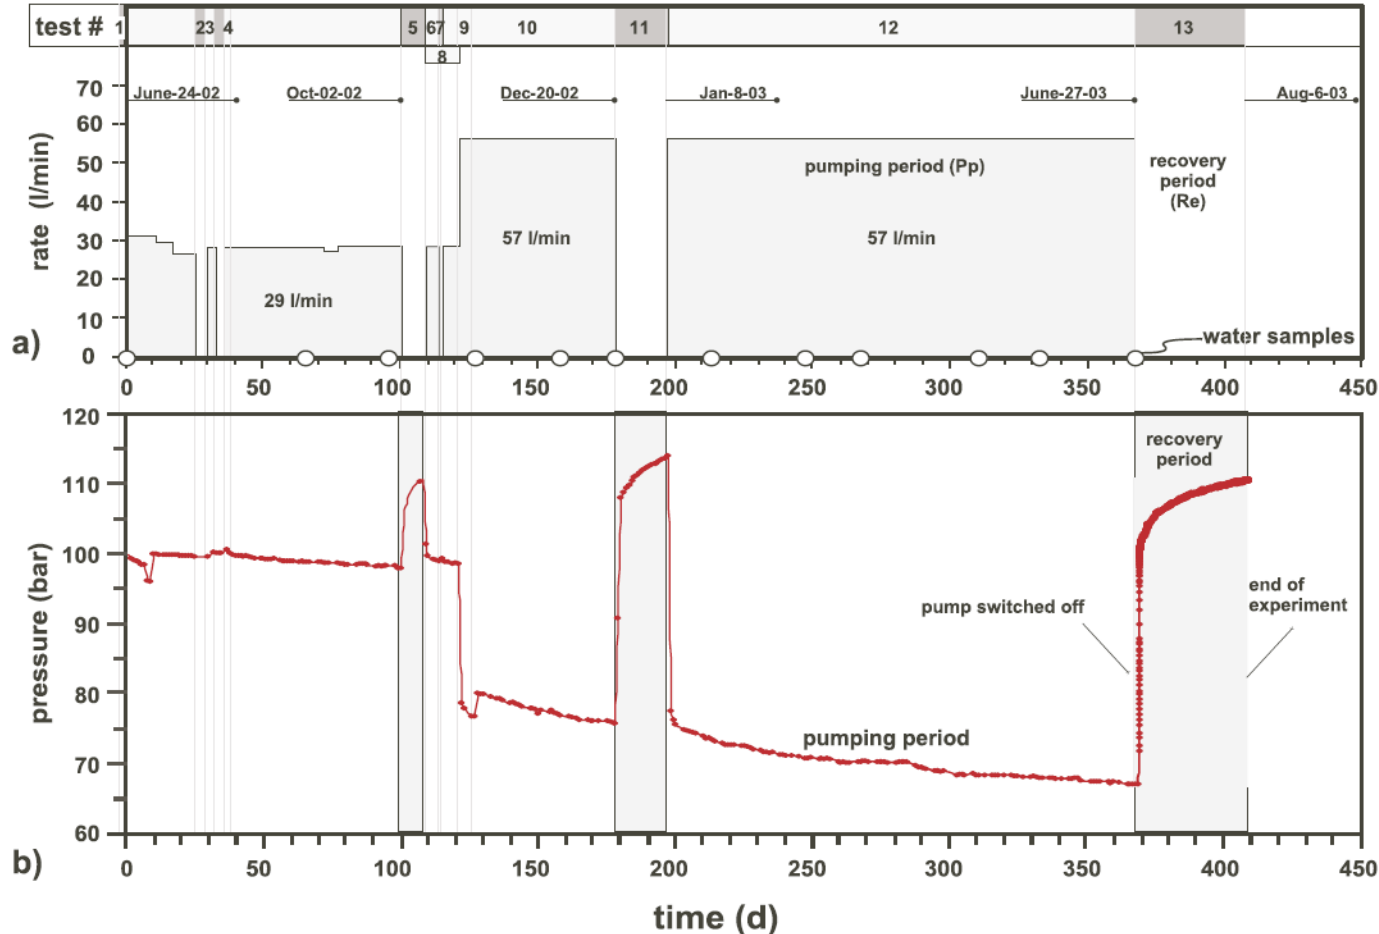 test # 1 2 3 4 5 6 7 9 10 11 12 13
8
June-24-02 Oct-02-02 Dec-20-02 Jan-8-03 June-27-03 Aug-6-03
70
60
50
40
30
20
10
0
rate (l/min)
pumping period (Pp)
recovery
period
(Re)
57 l/min
57 l/min
29 l/min
water samples
a)
0 50 100 150 200 250 300 350 400 450
120
110
100
90
80
70
60
pressure (bar)
recovery
period
pump switched off
end of
experiment
pumping period
b)
0 50 100 150 200 250 300 350 400 450
time (d)